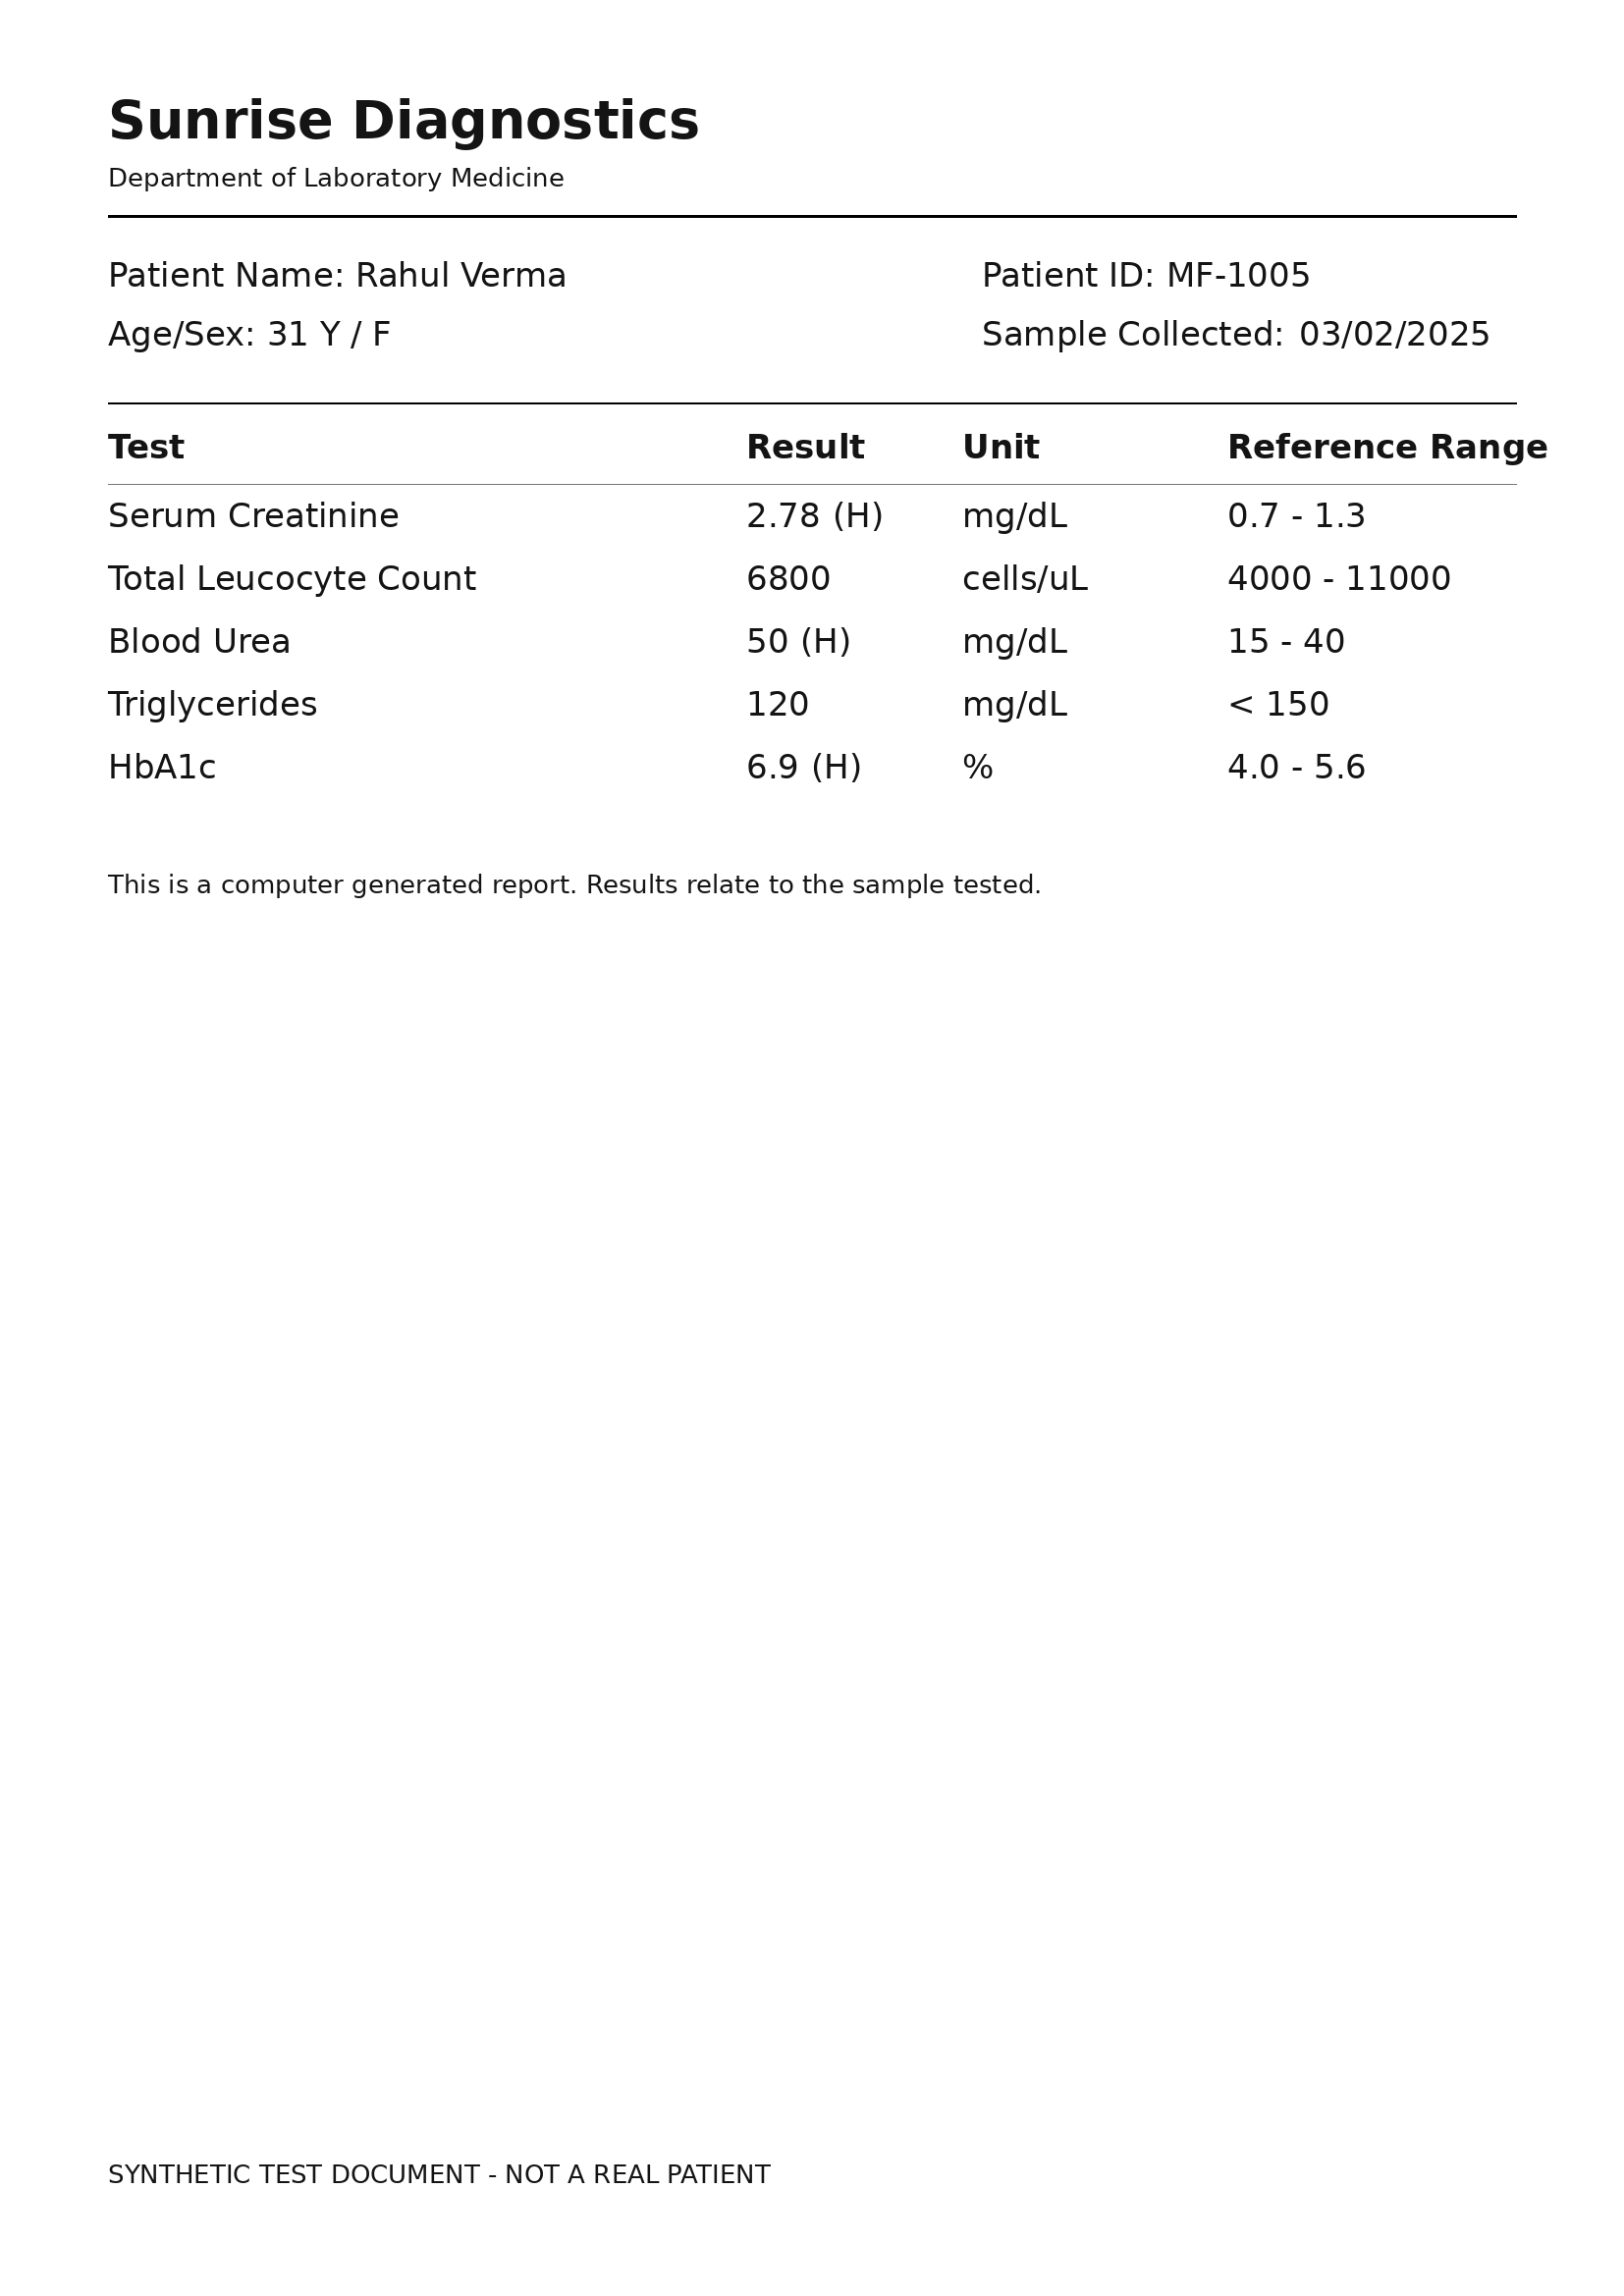 Sunrise Diagnostics
Department of Laboratory Medicine
Patient Name: Rahul Verma Patient ID: MF-1005
Age/Sex: 31 Y / F Sample Collected: 03/02/2025
Test Result Unit Reference Range
Serum Creatinine 2.78 (H) mg/dL 0.7 - 1.3
Total Leucocyte Count 6800 cells/uL 4000 - 11000
Blood Urea 50 (H) mg/dL 15 - 40
Triglycerides 120 mg/dL < 150
HbA1c 6.9 (H) % 4.0 - 5.6
This is a computer generated report. Results relate to the sample tested.
SYNTHETIC TEST DOCUMENT - NOT A REAL PATIENT